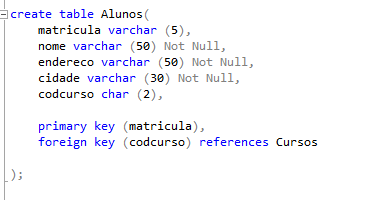 create table Alunos(
matricula varchar (5),
nome varchar (50) Not Null,
endereco varchar (50) Not Null,
cidade varchar (30) Not Null,
codcurso char (2),
primary key (matricula),
foreign key (codcurso) references Cursos
);